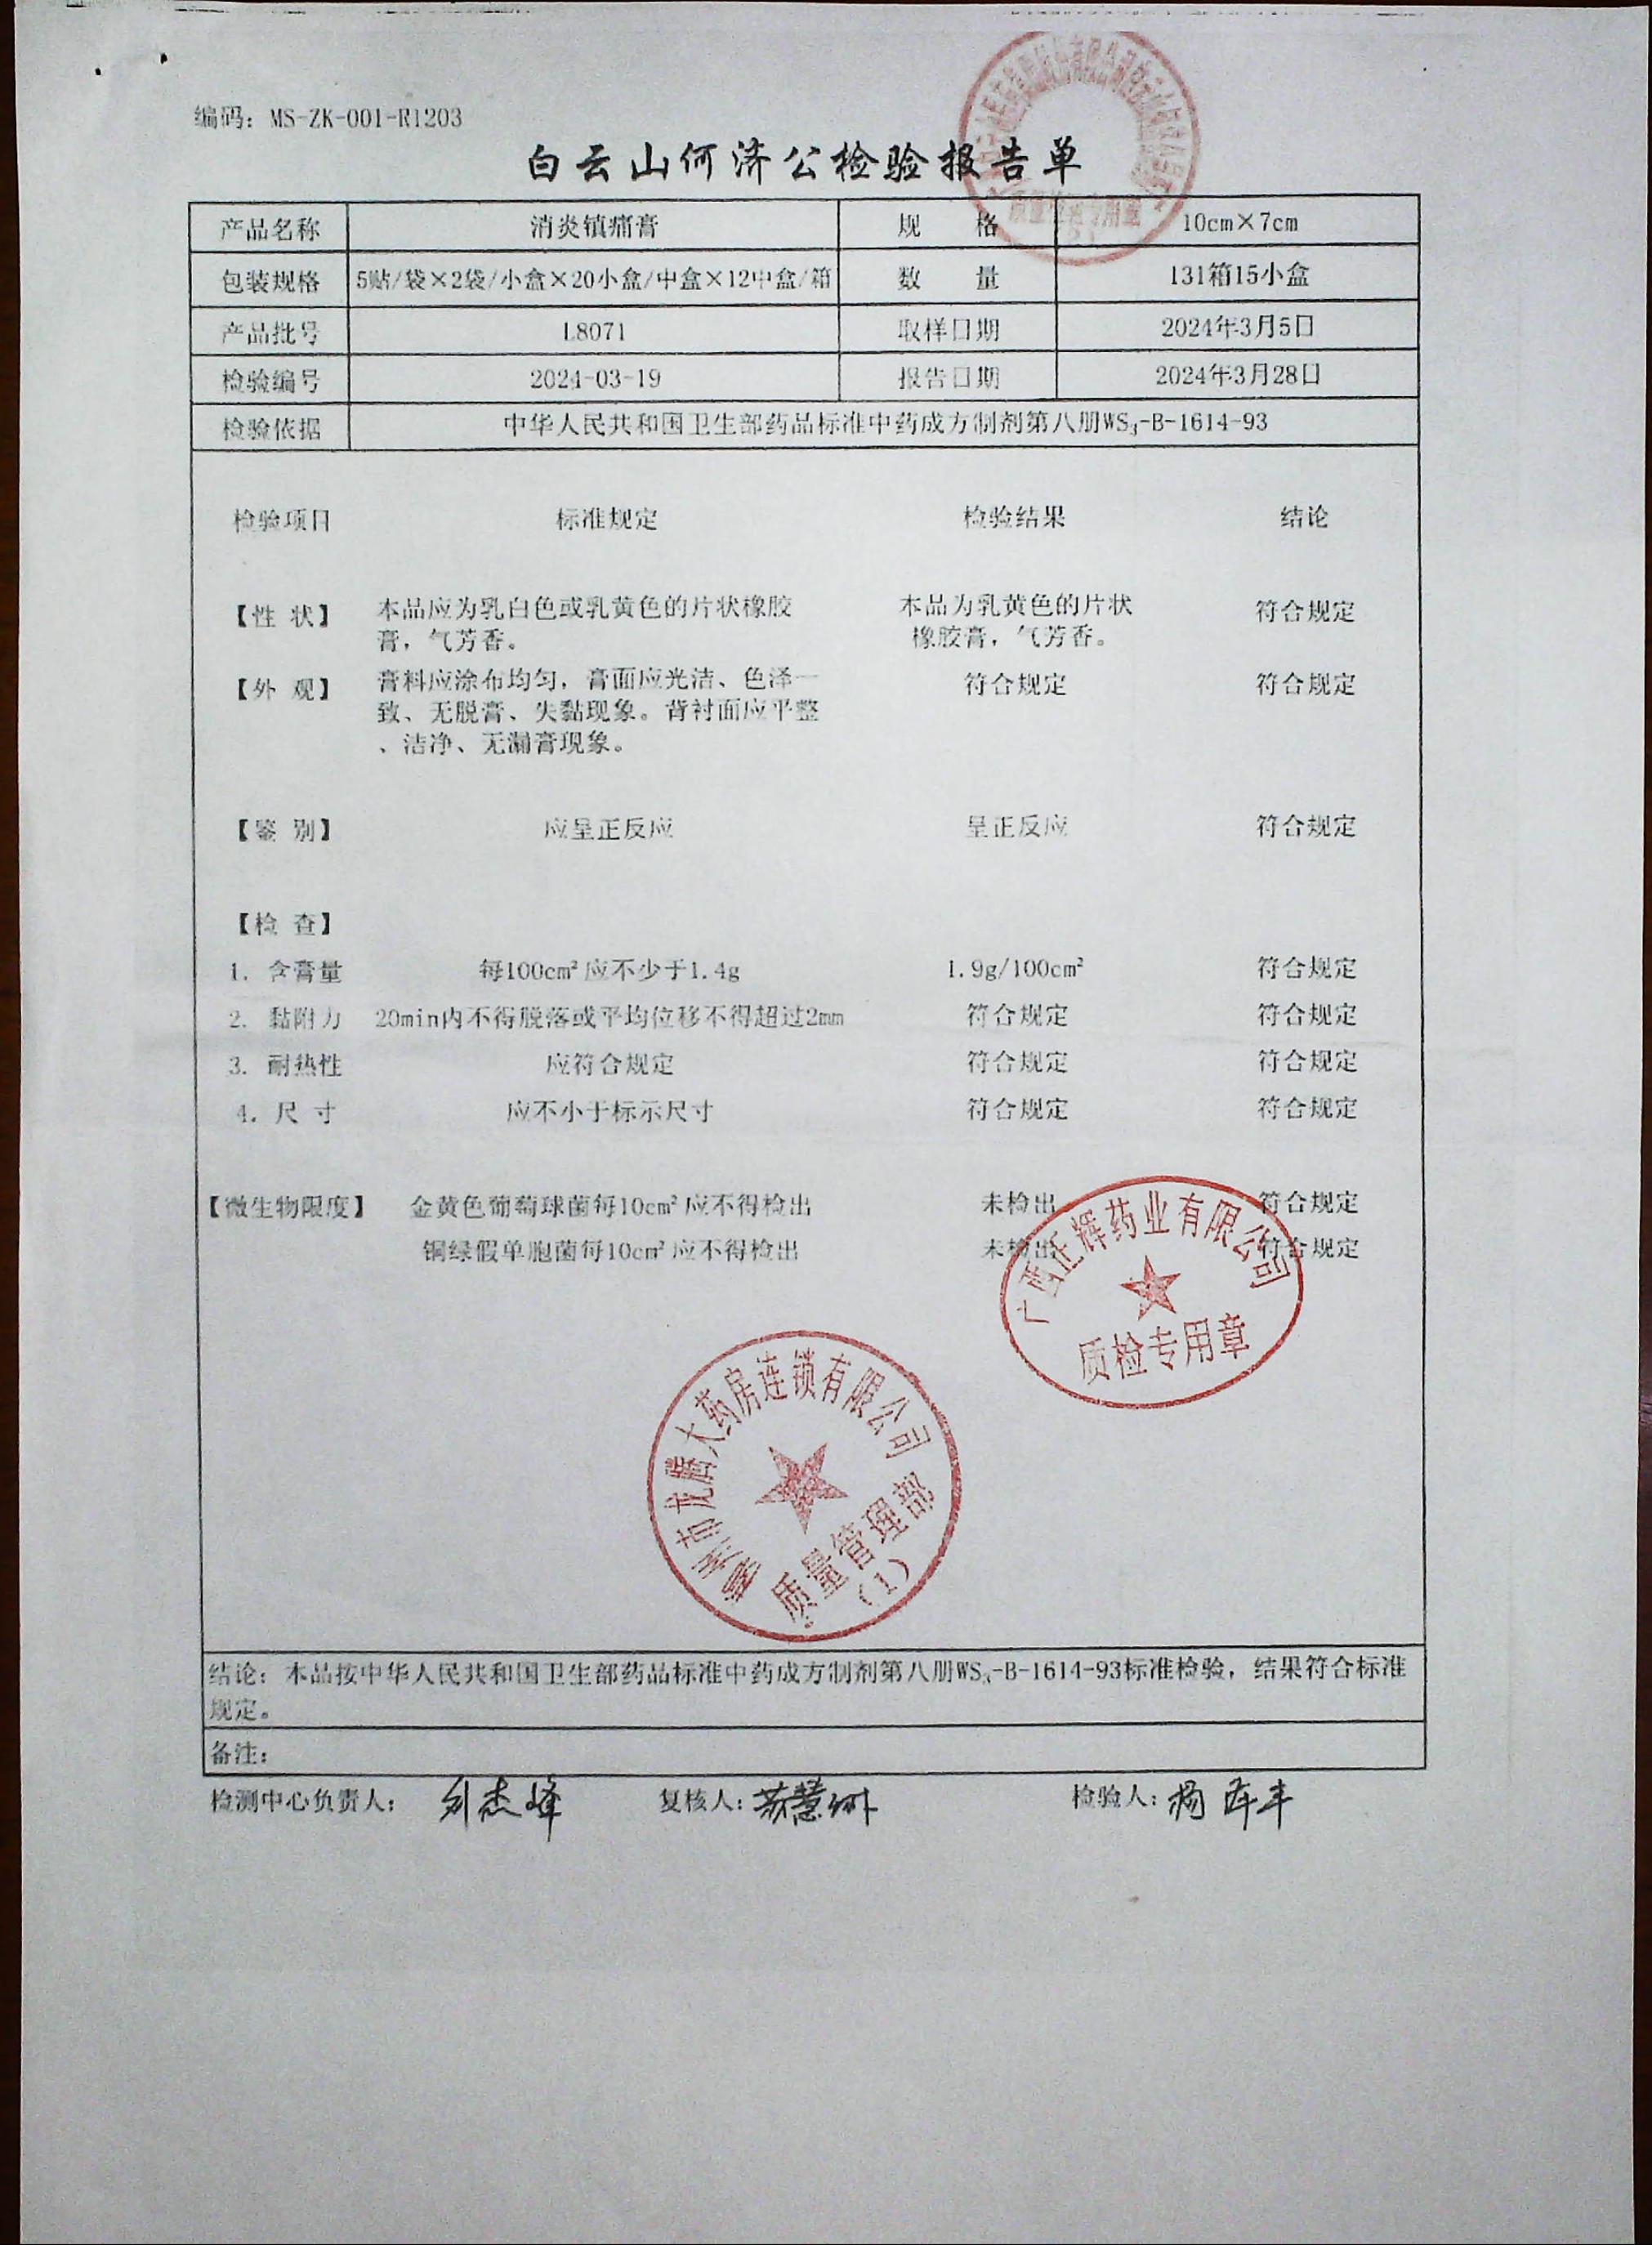 编码：MS-ZK-001-R1203
白云山何济公检验报告单
产品名称 消炎镇痛膏 规 格 10cm×7cm
包装规格 5贴/袋×2袋/小盒×20小盒/中盒×12中盒/箱 数 量 131箱15小盒
产品批号 L8071 取样日期 2024年3月5日
检验编号 2024-03-19 报告日期 2024年3月28日
检验依据 中华人民共和国卫生部药品标准中药成方制剂第八册WS₃-B-1614-93
检验项目 标准规定 检验结果 结论
【性 状】 本品应为乳白色或乳黄色的片状橡胶 本品为乳黄色的片状 符合规定
膏，气芳香。 橡胶膏，气芳香。
【外 观】 膏料应涂布均匀，膏面应光洁、色泽一 符合规定 符合规定
致、无脱膏、失黏现象。背衬面应平整
、洁净、无漏膏现象。
【鉴 别】 应呈正反应 呈正反应 符合规定
【检 查】
1. 含膏量 每100cm²应不少于1.4g 1.9g/100cm² 符合规定
2. 黏附力 20min内不得脱落或平均位移不得超过2mm 符合规定 符合规定
3. 耐热性 应符合规定 符合规定 符合规定
4. 尺 寸 应不小于标示尺寸 符合规定 符合规定
【微生物限度】 金黄色葡萄球菌每10cm²应不得检出 未检出 符合规定
铜绿假单胞菌每10cm²应不得检出 未检出 符合规定
广西正辉药业有限公司
质检专用章
市龙腾大药房连锁有限公司
质量管理部
(1)
结论：本品按中华人民共和国卫生部药品标准中药成方制剂第八册WS₃-B-1614-93标准检验，结果符合标准
规定。
备注：
检测中心负责人： 复核人： 检验人：